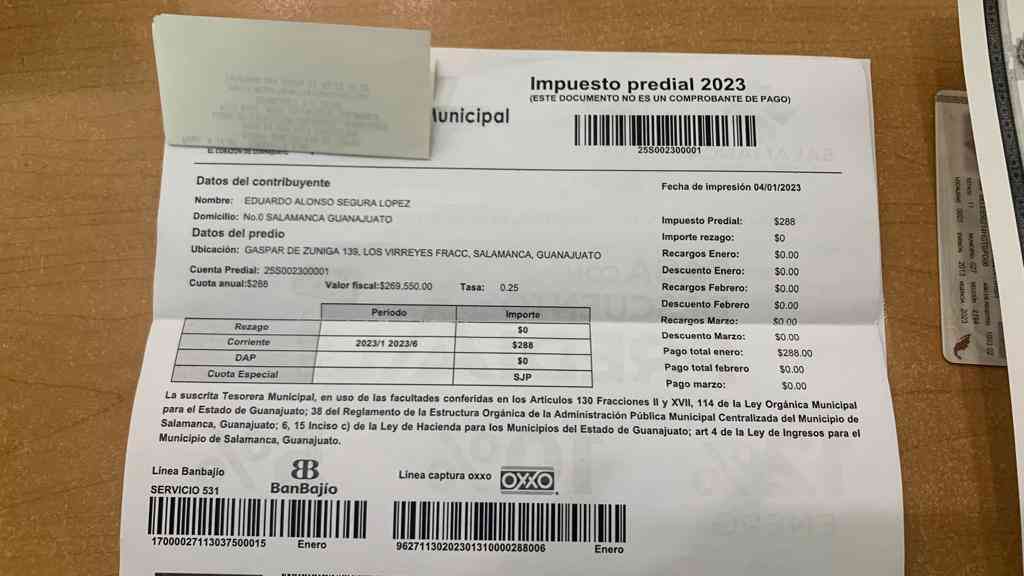 Impuesto predial 2023
(ESTE DOCUMENTO NO ES UN COMPROBANTE DE PAGO)
Municipal
25S002300001
EL CORAZÓN DE GUANAJUATO
Datos del contribuyente
Fecha de impresión 04/01/2023
Nombre: EDUARDO ALONSO SEGURA LOPEZ
Domicilio: No.0 SALAMANCA GUANAJUATO
Datos del predio
Ubicación: GASPAR DE ZUNIGA 139, LOS VIRREYES FRACC, SALAMANCA, GUANAJUATO
Cuenta Predial: 25S002300001
Cuota anual:$288 Valor fiscal:$269,550.00 Tasa: 0.25
Impuesto Predial: $288
Importe rezago: $0
Recargos Enero: $0.00
Descuento Enero: $0.00
Recargos Febrero: $0.00
Descuento Febrero $0.00
Recargos Marzo: $0.00
Descuento Marzo: $0.00
Pago total enero: $288.00
Pago total febrero $0.00
Pago marzo: $0.00
Periodo Importe
Rezago $0
Corriente 2023/1 2023/6 $288
DAP $0
Cuota Especial SJP
La suscrita Tesorera Municipal, en uso de las facultades conferidas en los Artículos 130 Fracciones II y XVII, 114 de la Ley Orgánica Municipal
para el Estado de Guanajuato; 38 del Reglamento de la Estructura Orgánica de la Administración Pública Municipal Centralizada del Municipio de
Salamanca, Guanajuato; 6, 15 Inciso c) de la Ley de Hacienda para los Municipios del Estado de Guanajuato; art 4 de la Ley de Ingresos para el
Municipio de Salamanca, Guanajuato.
Línea Banbajío
SERVICIO 531
BanBajío
Línea captura oxxo
OXXO
17000027113037500015 Enero
96271130202301310000288006 Enero